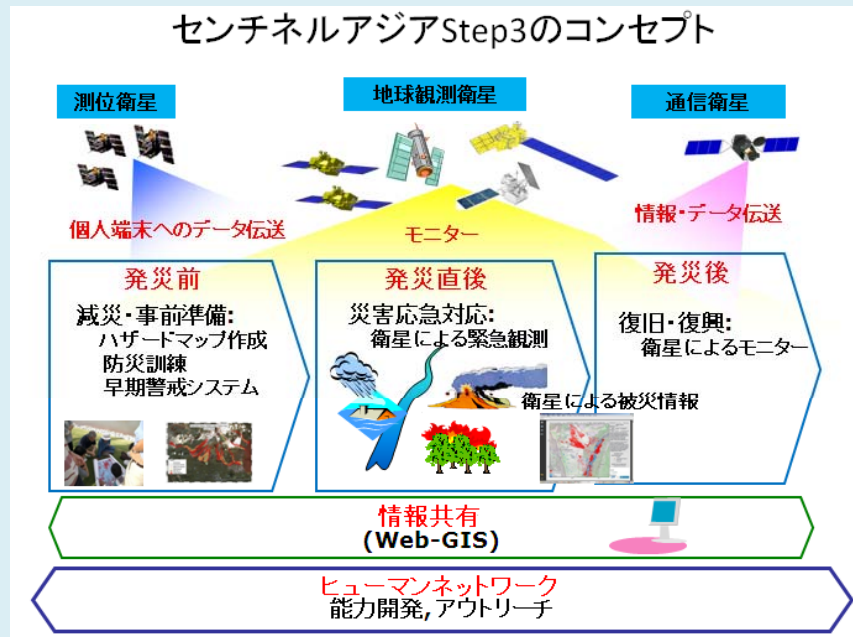 センチネルアジアStep3のコンセプト
測位衛星
地球観測衛星
通信衛星
個人端末へのデータ伝送
モニター
情報・データ伝送
発災前
減災・事前準備:
ハザードマップ作成
防災訓練
早期警戒システム
発災直後
災害応急対応:
衛星による緊急観測
衛星による被災情報
発災後
復旧・復興:
衛星によるモニター
情報共有
(Web-GIS)
ヒューマンネットワーク
能力開発, アウトリーチ